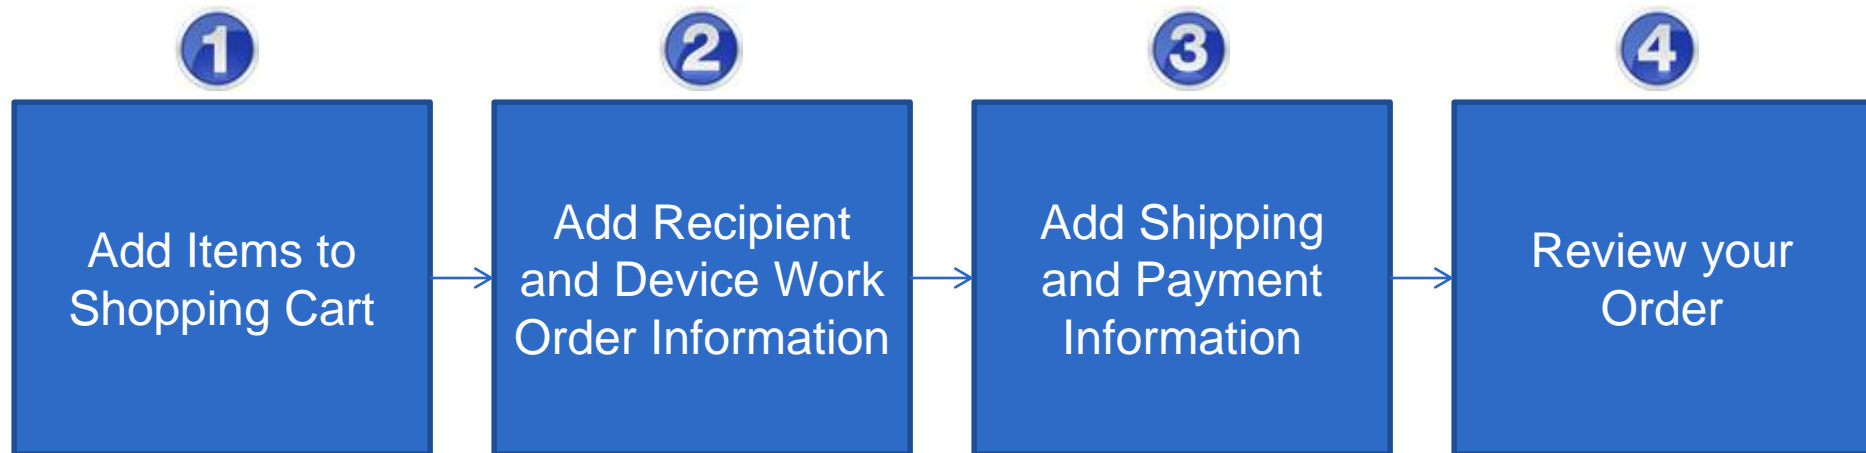 1
2
3
4
Add Items to
Shopping Cart
Add Recipient
and Device Work
Order Information
Add Shipping
and Payment
Information
Review your
Order